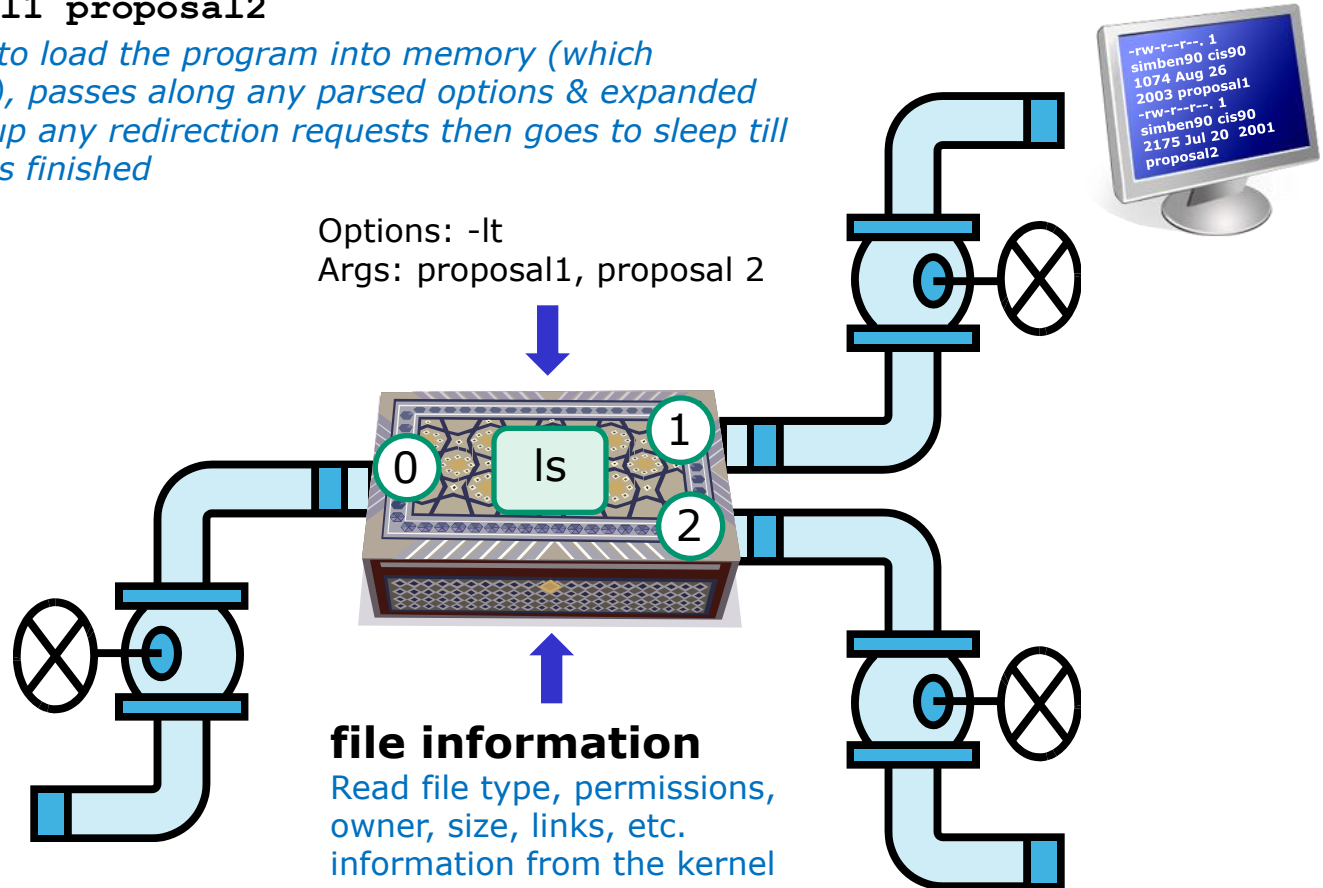 proposal2
to load the program into memory (which
, passes along any parsed options & expanded
up any redirection requests then goes to sleep till
s finished
-rw-r--r--. 1
simben90 cis90
1074 Aug 26
2003 proposal1
-rw-r--r--. 1
simben90 cis90
2175 Jul 20 2001
proposal2
Options: -lt
Args: proposal1, proposal 2
0
ls
1
2
file information
Read file type, permissions,
owner, size, links, etc.
information from the kernel